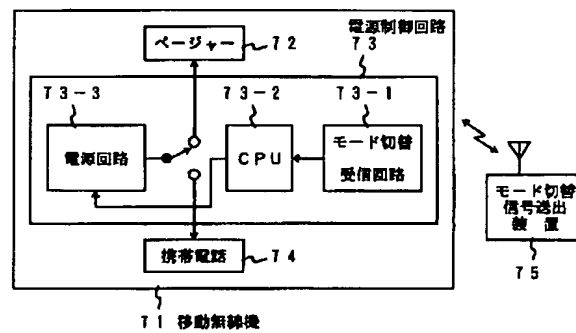 電源制御回路
ページャー
72
73
73-3
73-2
73-1
電源回路
CPU
モード切替
受信回路
モード切替
信号送出
装 置
75
携帯電話
74
71 移動無線機